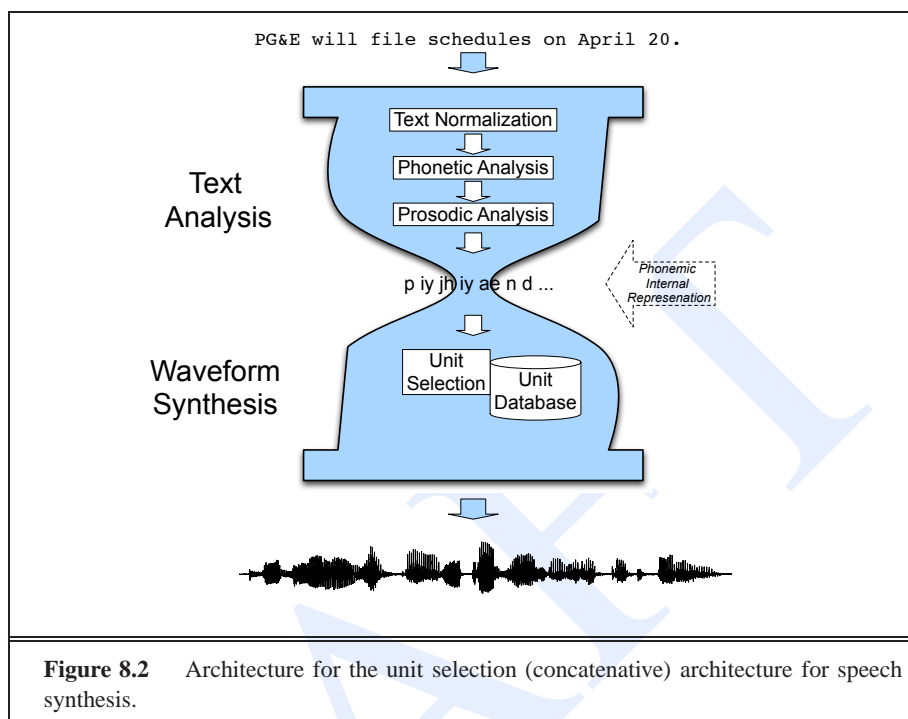 PG&E will file schedules on April 20.
Text Normalization
Phonetic Analysis
Prosodic Analysis
Text
Analysis
p iy jh iy ae n d ...
Phonemic
Internal
Represenation
Waveform
Synthesis
Unit
Selection
Unit
Database
Figure 8.2 Architecture for the unit selection (concatenative) architecture for speech
synthesis.